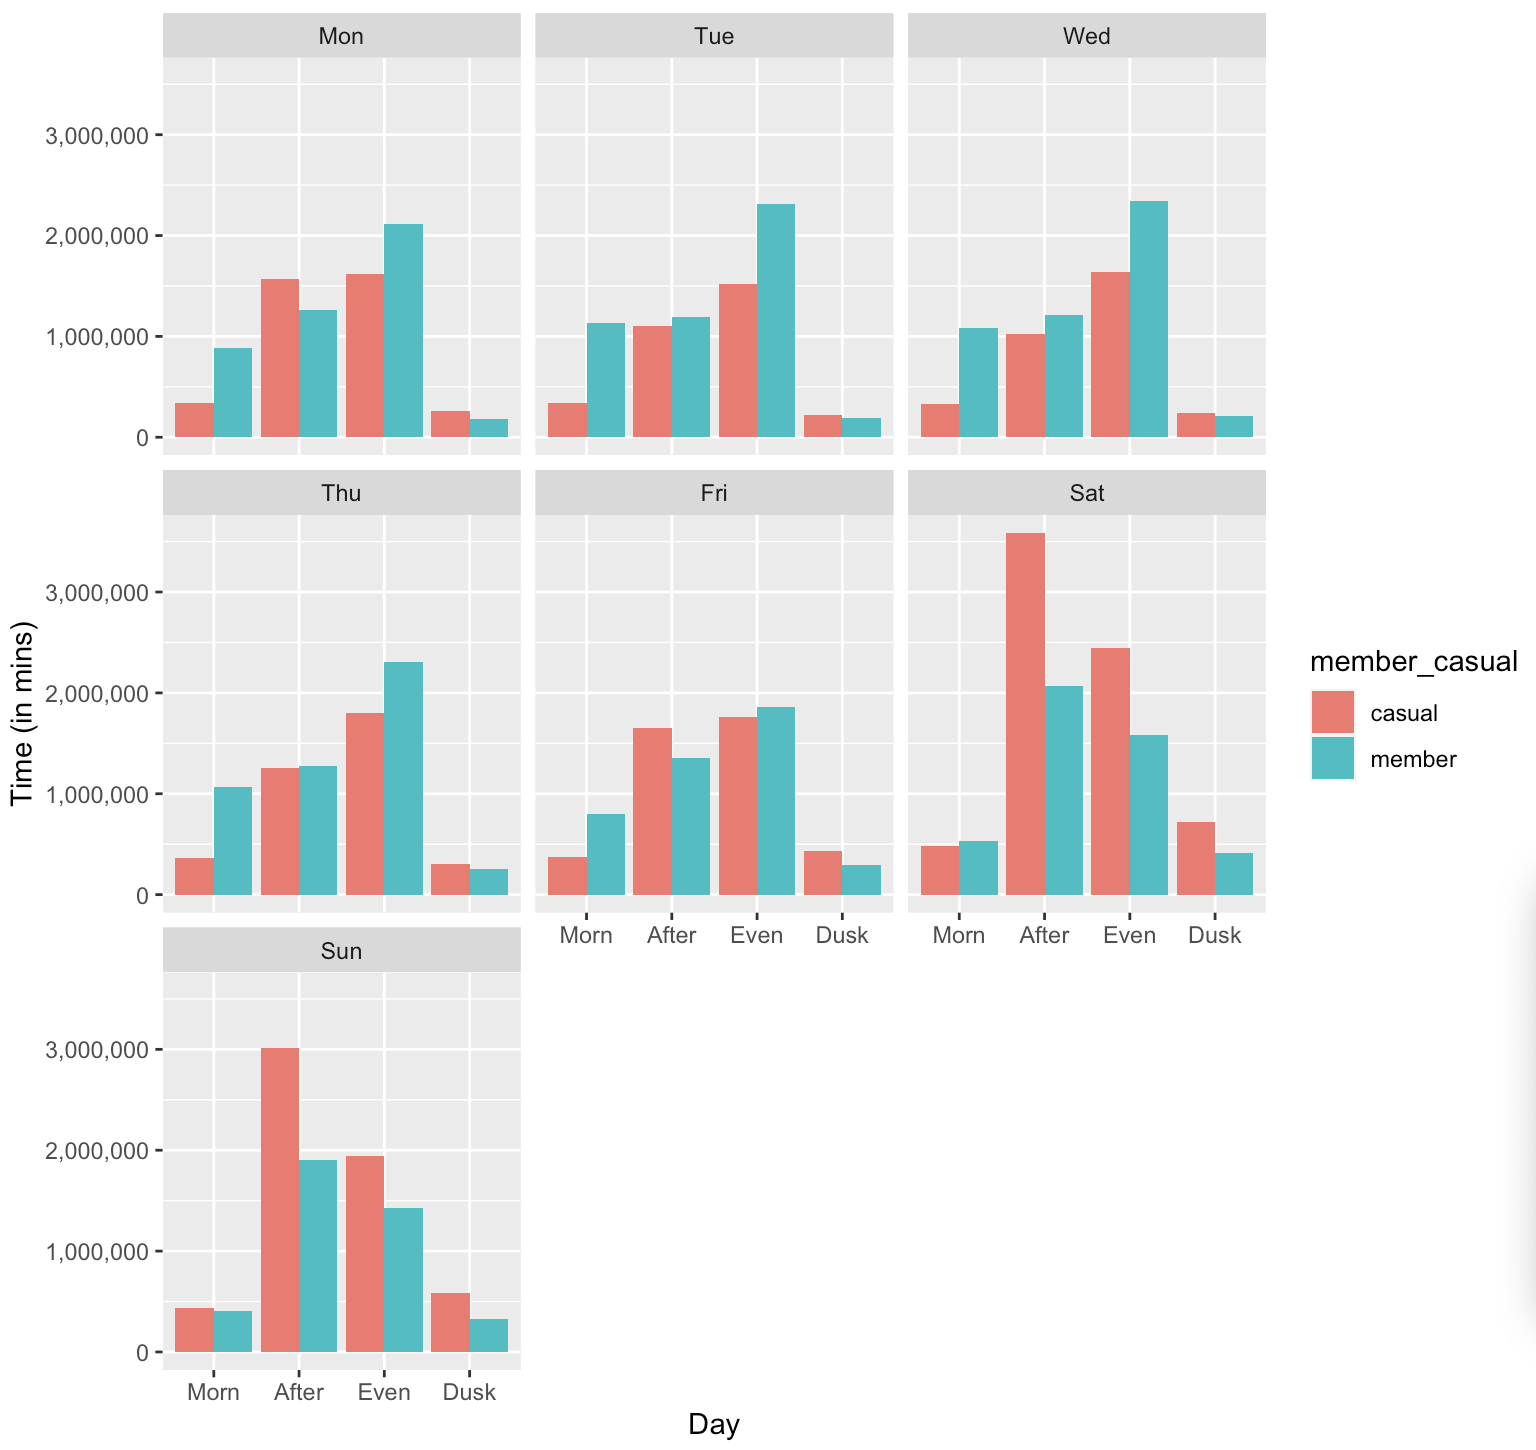 Mon Tue Wed
3,000,000
2,000,000
1,000,000
0
Thu Fri Sat
3,000,000
2,000,000
1,000,000
0
Morn After Even Dusk Morn After Even Dusk
Sun
3,000,000
2,000,000
1,000,000
0
Morn After Even Dusk
Day
Time (in mins)
member_casual
casual
member